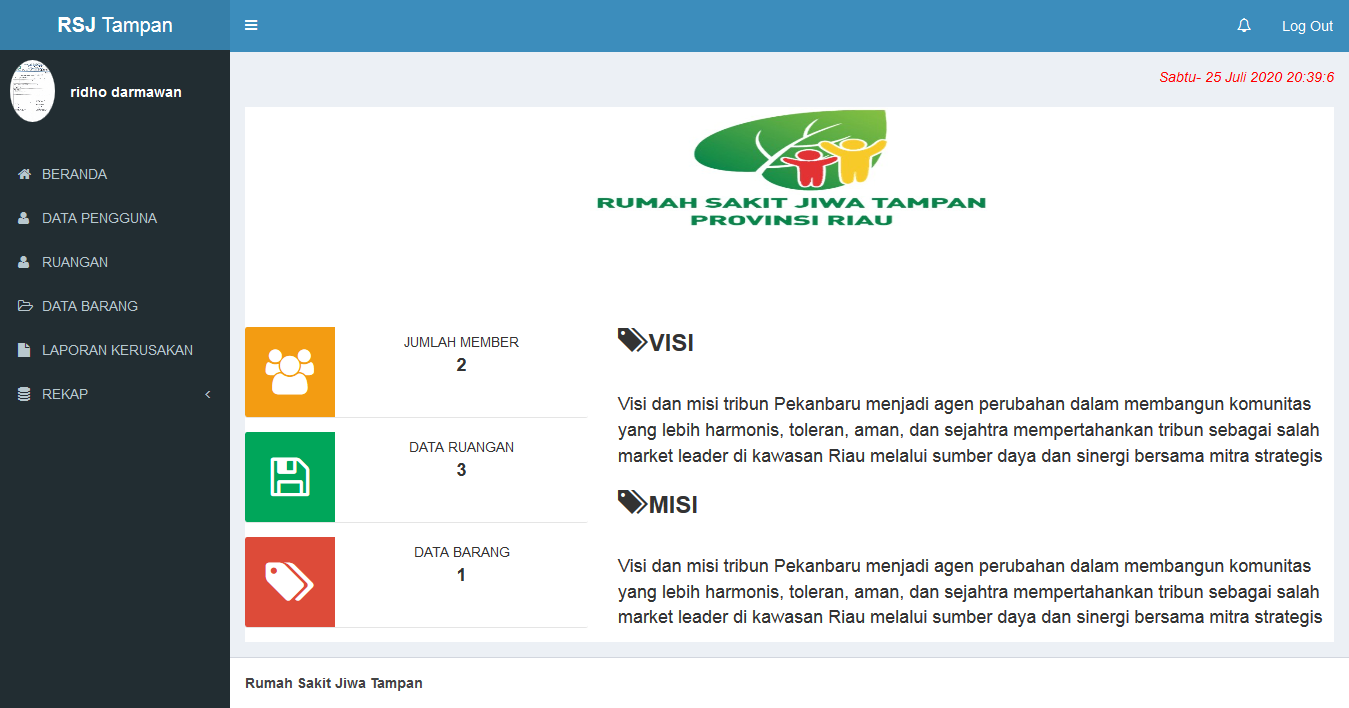 RSJ Tampan
Log Out
ridho darmawan
BERANDA
DATA PENGGUNA
RUANGAN
DATA BARANG
LAPORAN KERUSAKAN
REKAP
Sabtu- 25 Juli 2020 20:39:6
RUMAH SAKIT JIWA TAMPAN
PROVINSI RIAU
JUMLAH MEMBER
2
DATA RUANGAN
3
DATA BARANG
1
VISI
Visi dan misi tribun Pekanbaru menjadi agen perubahan dalam membangun komunitas
yang lebih harmonis, toleran, aman, dan sejahtra mempertahankan tribun sebagai salah
market leader di kawasan Riau melalui sumber daya dan sinergi bersama mitra strategis
MISI
Visi dan misi tribun Pekanbaru menjadi agen perubahan dalam membangun komunitas
yang lebih harmonis, toleran, aman, dan sejahtra mempertahankan tribun sebagai salah
market leader di kawasan Riau melalui sumber daya dan sinergi bersama mitra strategis
Rumah Sakit Jiwa Tampan